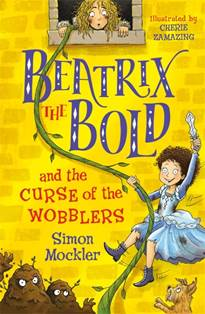 Illustrated by
CHERIE
ZAMAZING
BEATRIX
THE
BOLD
and the
CURSE of the
WOBBLERS
Simon
Mockler